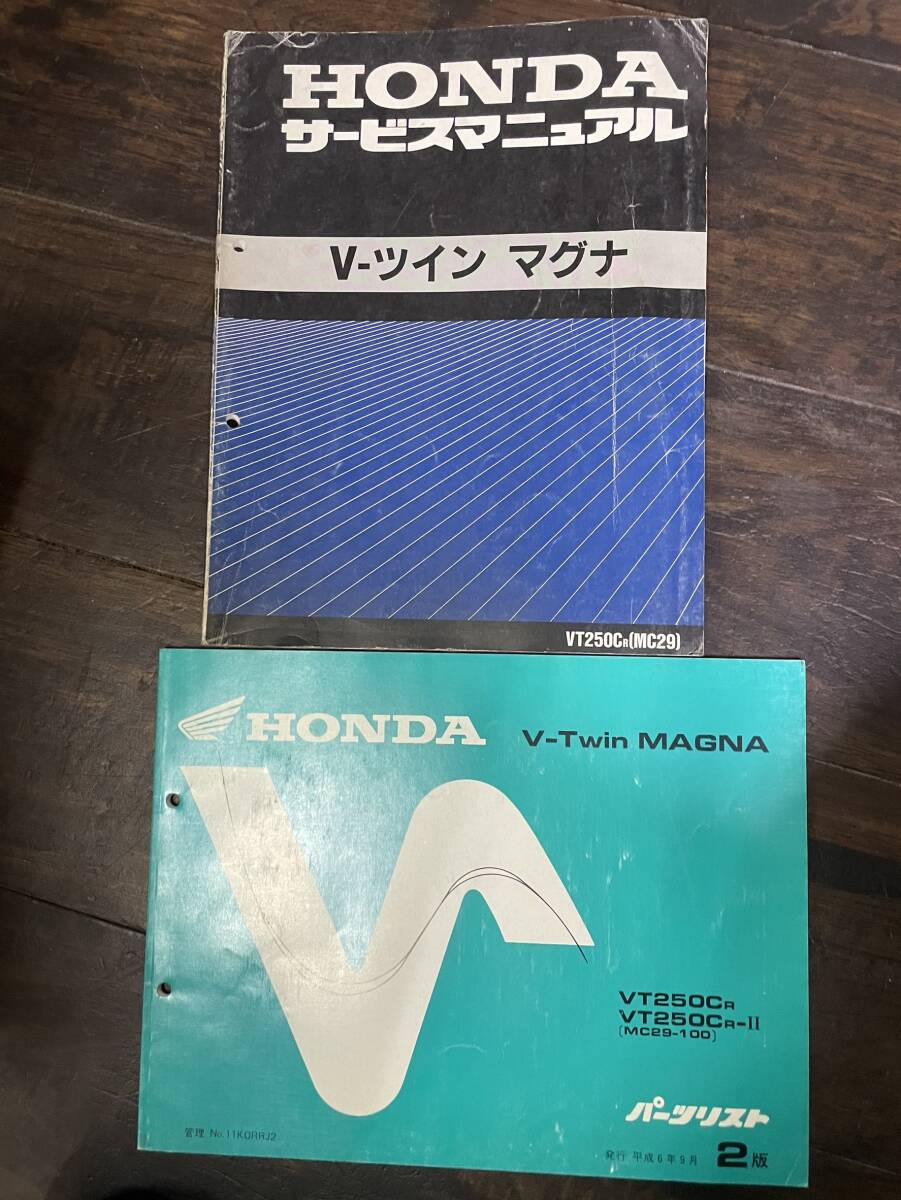 HONDA
サービスマニュアル
V-ツイン マグナ
VT250CR(MC29)
HONDA
V-Twin MAGNA
VT250CR
VT250CR-II
(MC29-100)
パーツリスト
管理 No.11K0RRJ2
発行 平成6年9月 2版